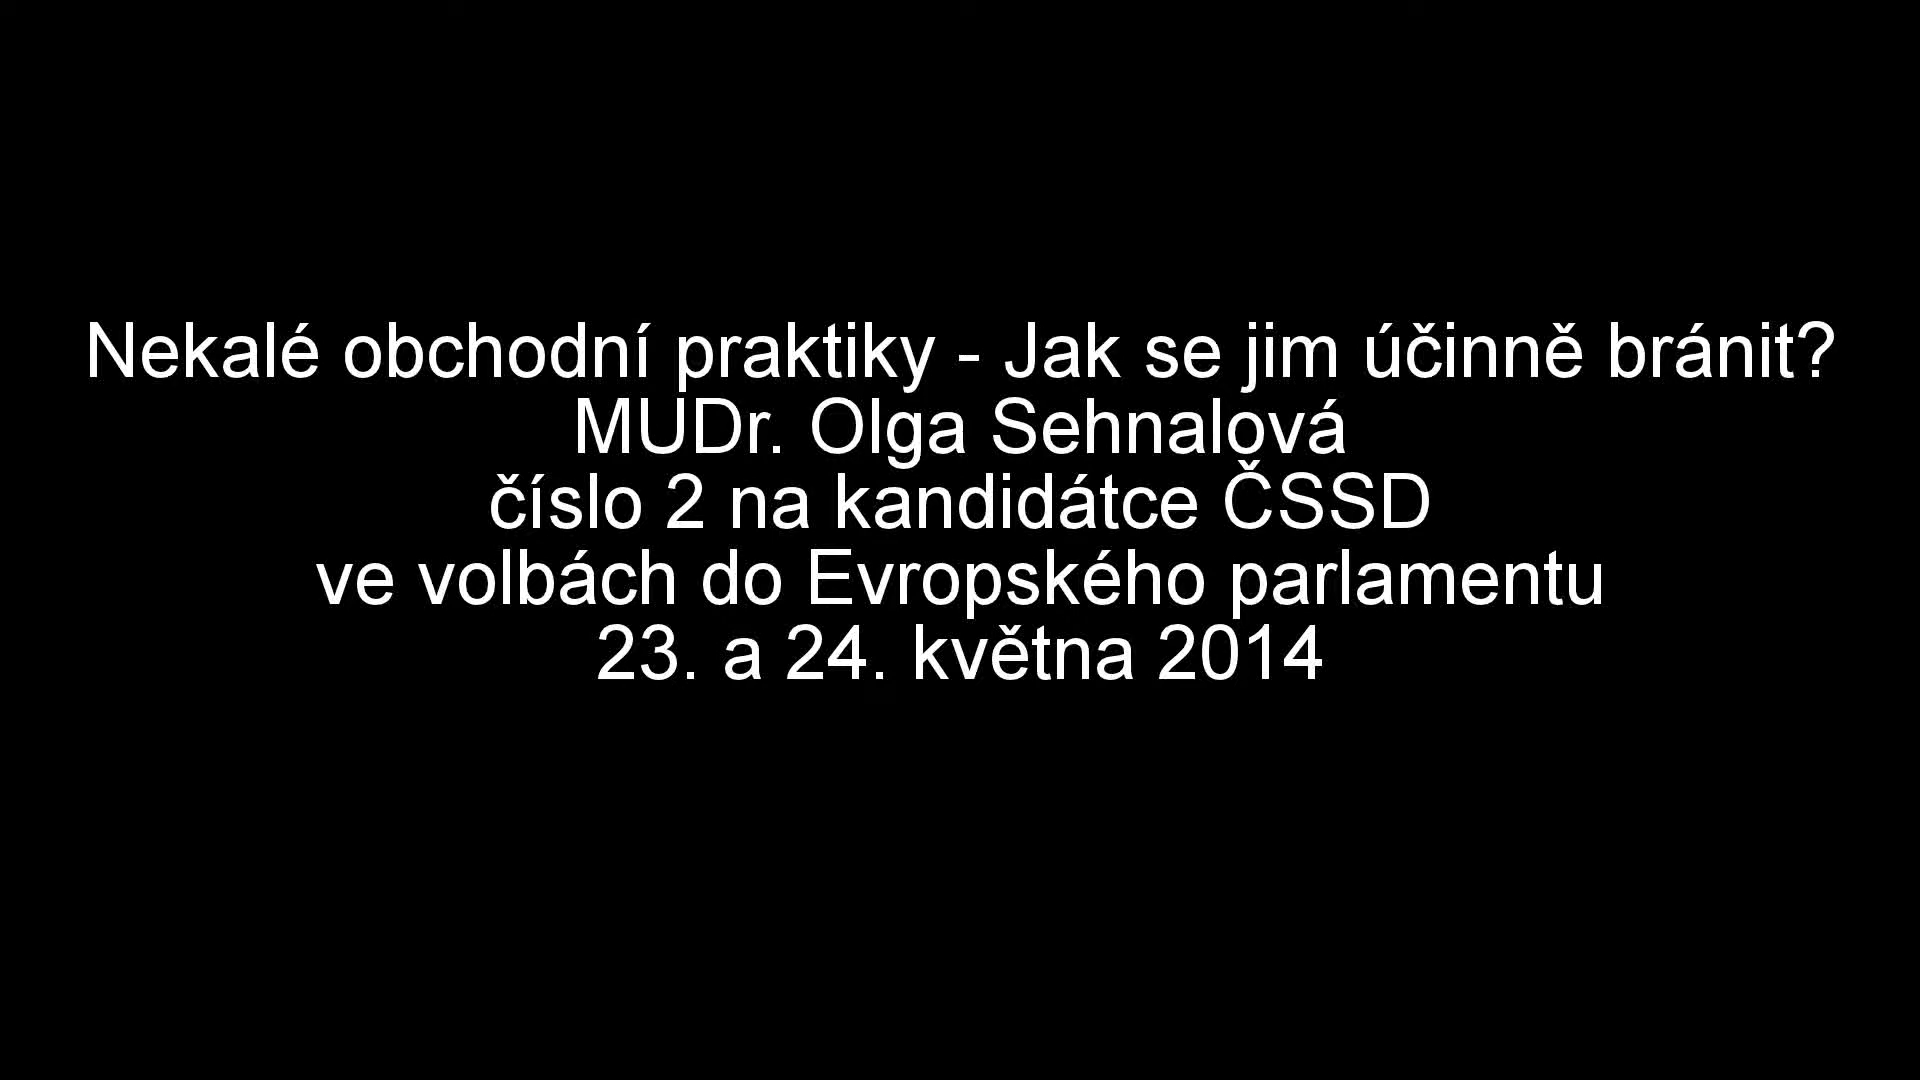 Nekalé obchodní praktiky - Jak se jim účinně bránit?
MUDr. Olga Sehnalová
číslo 2 na kandidátce ČSSD
ve volbách do Evropského parlamentu
23. a 24. května 2014